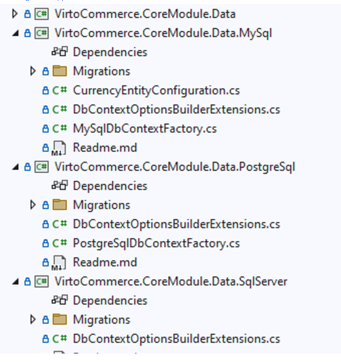 VirtoCommerce.CoreModule.Data
VirtoCommerce.CoreModule.Data.MySql
Dependencies
Migrations
C# CurrencyEntityConfiguration.cs
C# DbContextOptionsBuilderExtensions.cs
C# MySqlDbContextFactory.cs
Readme.md
VirtoCommerce.CoreModule.Data.PostgreSql
Dependencies
Migrations
C# DbContextOptionsBuilderExtensions.cs
C# PostgreSqlDbContextFactory.cs
Readme.md
VirtoCommerce.CoreModule.Data.SqlServer
Dependencies
Migrations
C# DbContextOptionsBuilderExtensions.cs